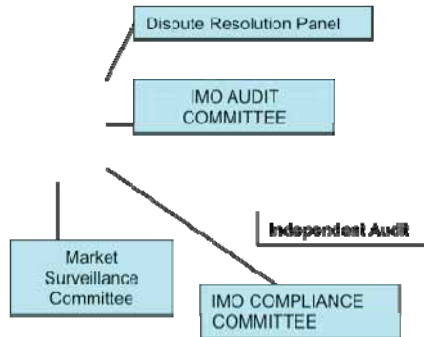 Dispute Resolution Panel
IMO AUDIT
COMMITTEE
Independent Audit
Market
Surveillance
Committee
IMO COMPLIANCE
COMMITTEE